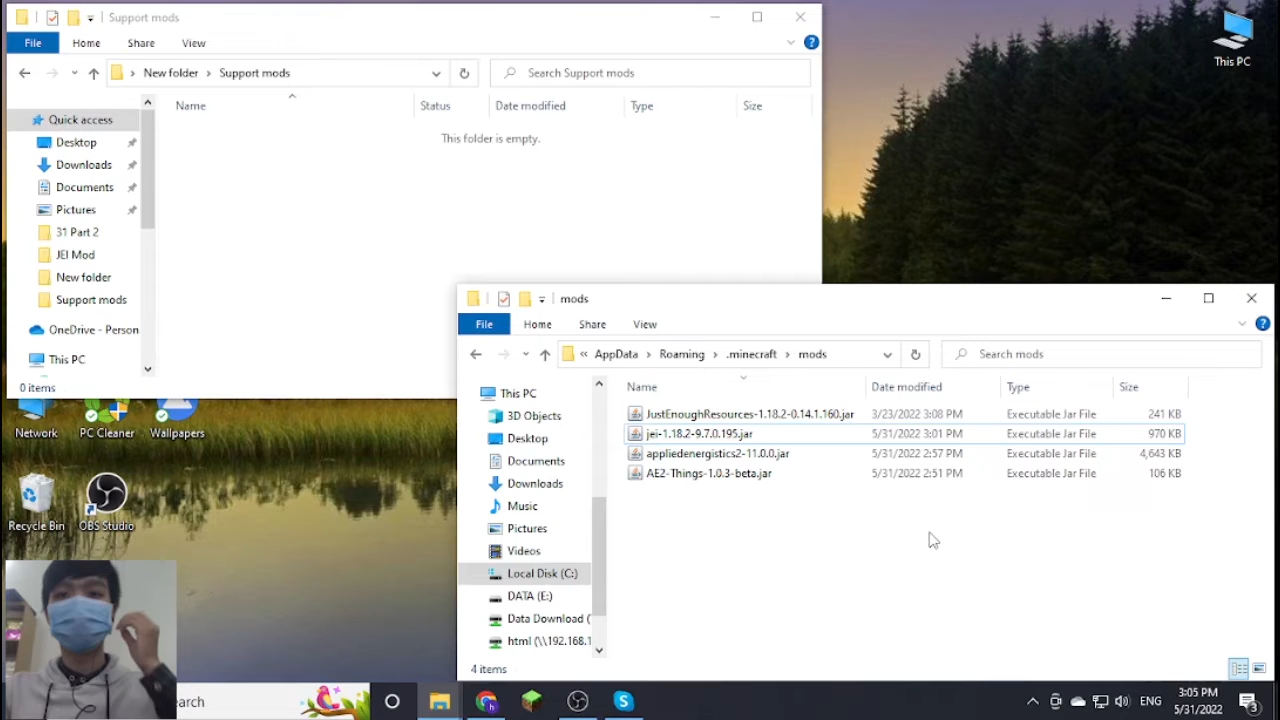 Support mods
File Home Share View
New folder > Support mods
Search Support mods
Name Status Date modified Type Size
This folder is empty.
Quick access
Desktop
Downloads
Documents
Pictures
31 Part 2
JEI Mod
New folder
Support mods
OneDrive - Person
This PC
0 items
This PC
Network
PC Cleaner
Wallpapers
Recycle Bin
OBS Studio
mods
File Home Share View
« AppData > Roaming > .minecraft > mods
Search mods
Name Date modified Type Size
JustEnoughResources-1.18.2-0.14.1.160.jar 3/23/2022 3:08 PM Executable Jar File 241 KB
jei-1.18.2-9.7.0.195.jar 5/31/2022 3:01 PM Executable Jar File 970 KB
appliedenergistics2-11.0.0.jar 5/31/2022 2:57 PM Executable Jar File 4,643 KB
AE2-Things-1.0.3-beta.jar 5/31/2022 2:51 PM Executable Jar File 106 KB
This PC
3D Objects
Desktop
Documents
Downloads
Music
Pictures
Videos
Local Disk (C:)
DATA (E:)
Data Download (
html (\\192.168.1
4 items
earch
ENG
3:05 PM
5/31/2022
3